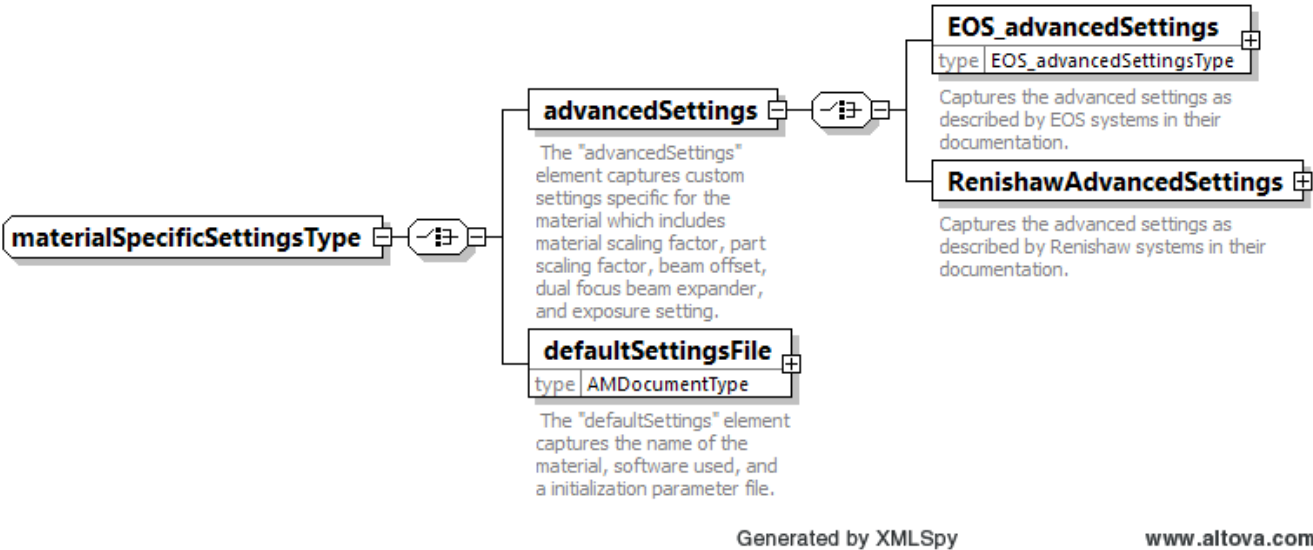 EOS_advancedSettings
type EOS_advancedSettingsType
Captures the advanced settings as
described by EOS systems in their
documentation.
advancedSettings
The "advancedSettings"
element captures custom
settings specific for the
material which includes
material scaling factor, part
scaling factor, beam offset,
dual focus beam expander,
and exposure setting.
RenishawAdvancedSettings
Captures the advanced settings as
described by Renishaw systems in their
documentation.
materialSpecificSettingsType
defaultSettingsFile
type AMDocumentType
The "defaultSettings" element
captures the name of the
material, software used, and
a initialization parameter file.
Generated by XMLSpy
www.altova.com